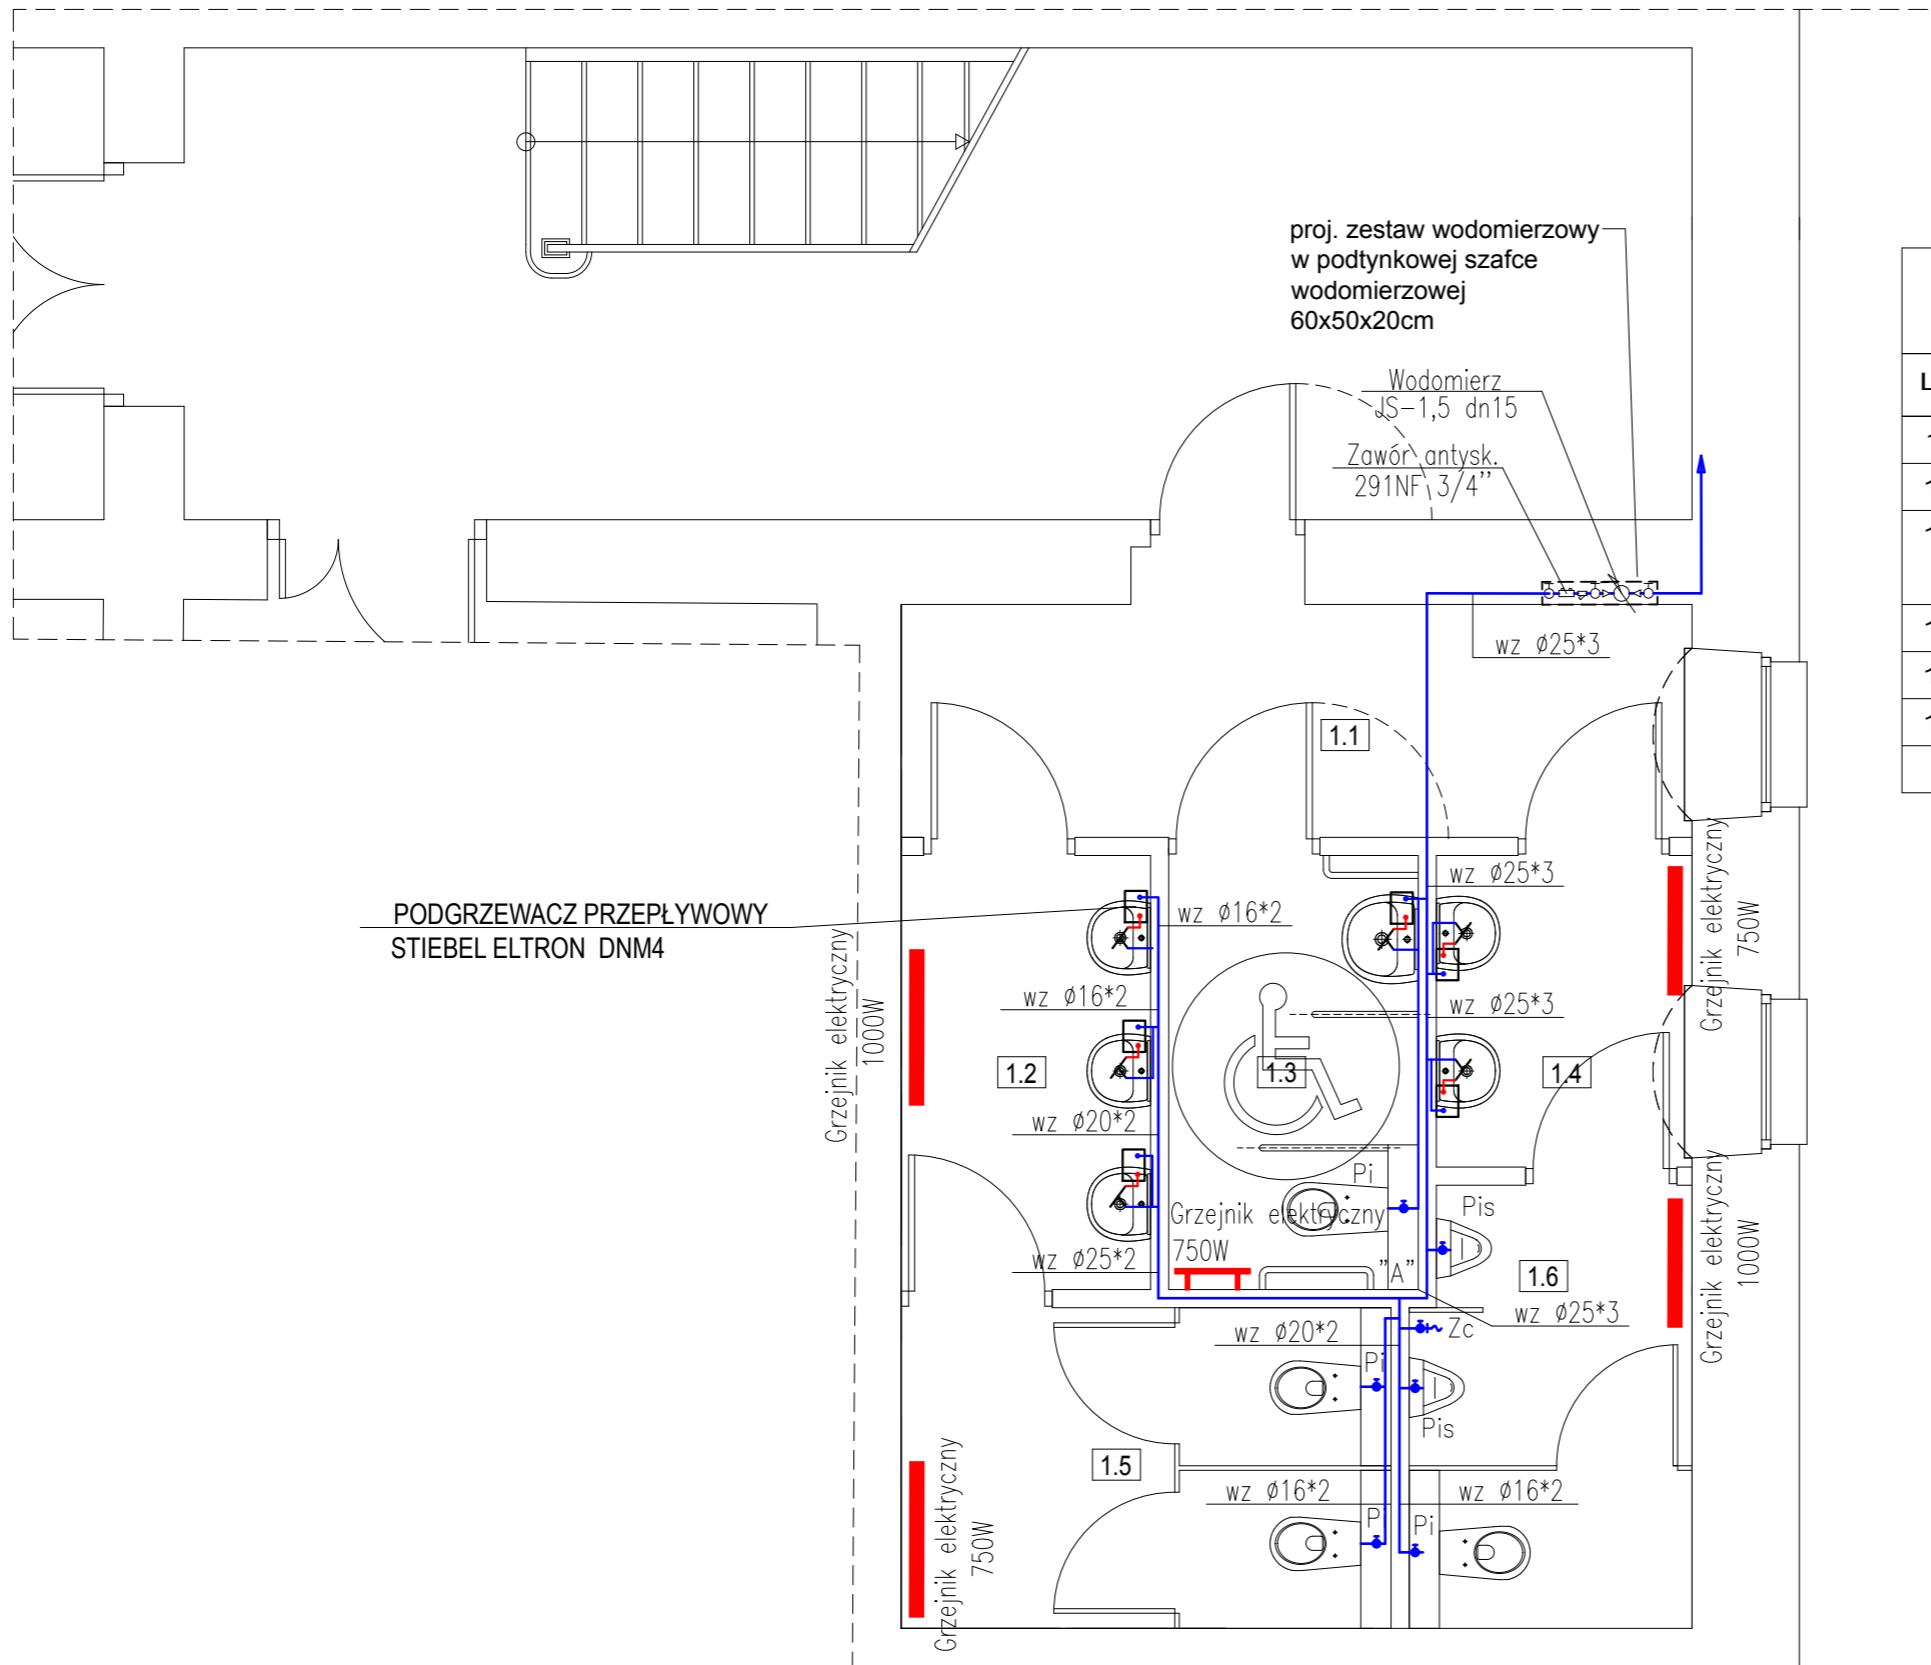 proj. zestaw wodomierzowy
w podtynkowej szafce
wodomierzowej
60x50x20cm
Wodomierz
JS-1,5 dn15
Zawór antysk.
291NF 3/4"
wz Ø25*3
1.1
PODGRZEWACZ PRZEPŁYWOWY
STIEBEL ELTRON DNM4
wz Ø16*2
wz Ø25*3
Grzejnik elektryczny
750W
Grzejnik elektryczny
1000W
wz Ø16*2
wz Ø25*3
1.2
1.3
1.4
wz Ø20*2
Pi
Pis
Grzejnik elektryczny
750W
Grzejnik elektryczny
1000W
wz Ø25*2
"A"
1.6
wz Ø25*3
wz Ø20*2
Zc
Pi
Pis
1.5
Grzejnik elektryczny
750W
wz Ø16*2
wz Ø16*2
Pi
Pi